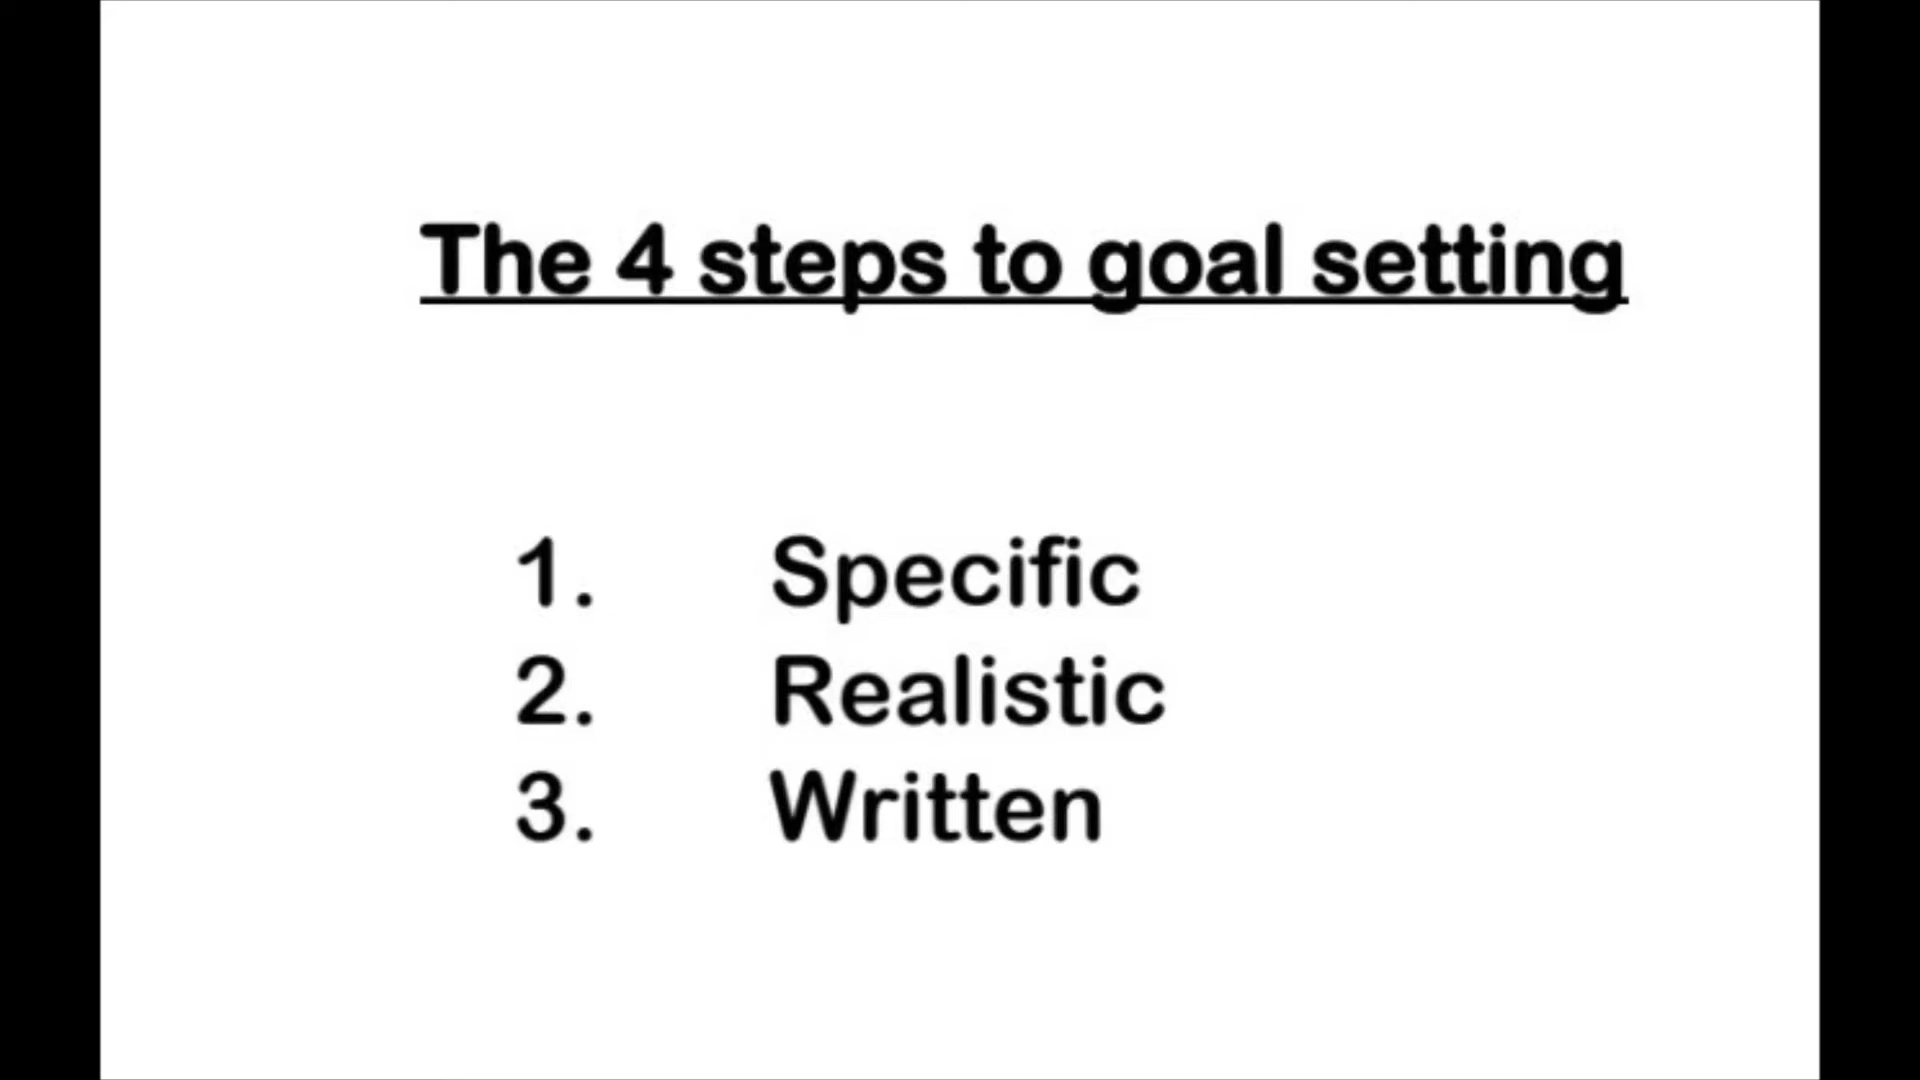 The 4 steps to goal setting
1. Specific
2. Realistic
3. Written